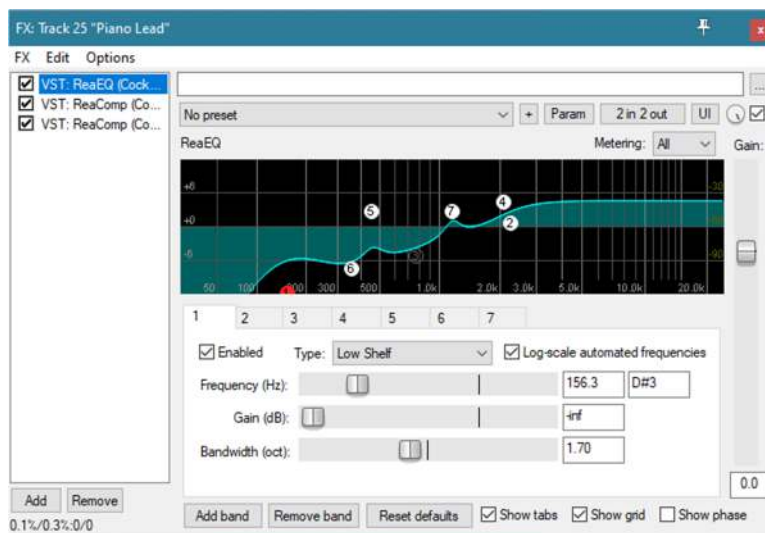 FX: Track 25 "Piano Lead"
x
FX Edit Options
VST: ReaEQ (Cock...
VST: ReaComp (Co...
VST: ReaComp (Co...
...
No preset
+
Param
2 in 2 out
UI
ReaEQ
Metering: All
Gain:
+6
+0
-6
-30
-60
-90
5
7
4
2
6
3
50 100 200 300 500 1.0k 2.0k 3.0k 5.0k 10.0k 20.0k
1 2 3 4 5 6 7
Enabled Type: Low Shelf Log-scale automated frequencies
Frequency (Hz): 156.3 D#3
Gain (dB): -inf
Bandwidth (oct): 1.70
0.0
Add Remove
Add band Remove band Reset defaults Show tabs Show grid Show phase
0.1%/0.3%:0/0